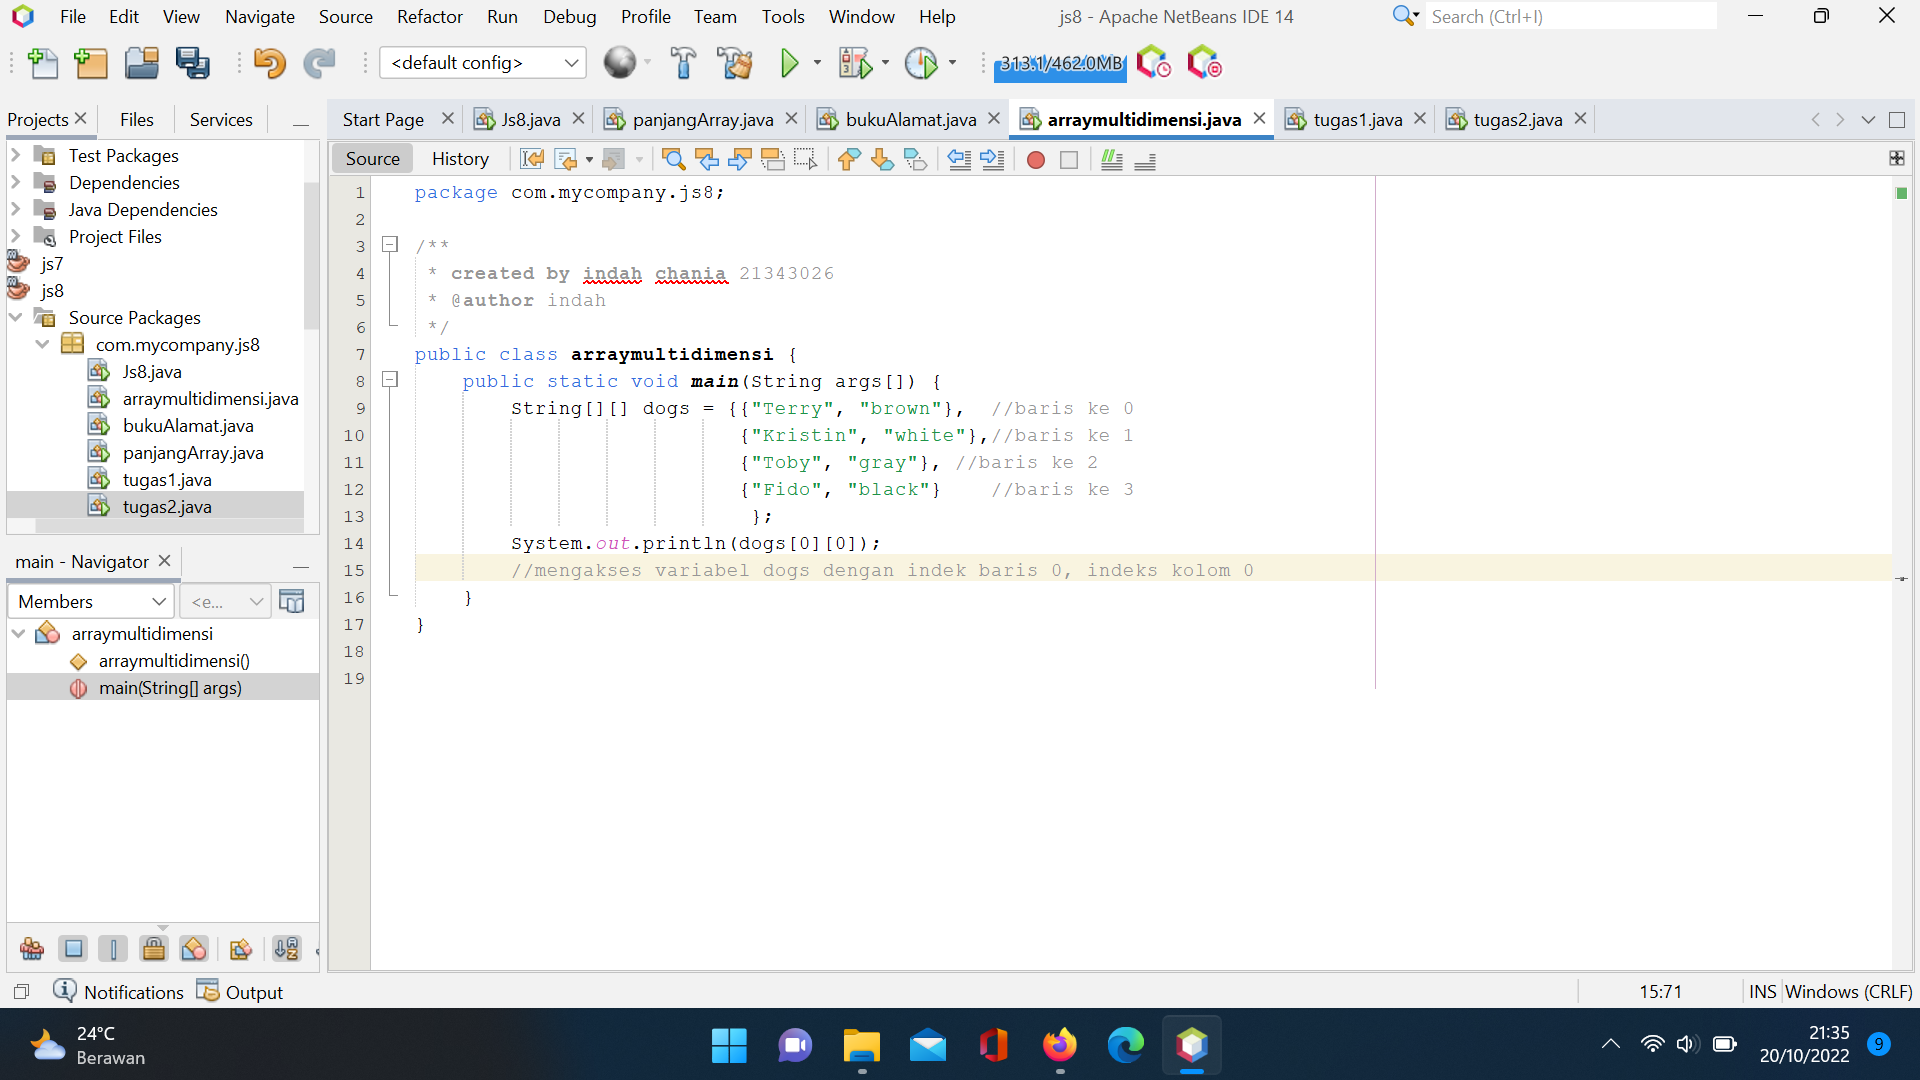 File Edit View Navigate Source Refactor Run Debug Profile Team Tools Window Help js8 - Apache NetBeans IDE 14 Search (Ctrl+I)
<default config> 313.1/462.0MB
Projects Files Services
Start Page Js8.java panjangArray.java bukuAlamat.java arraymultidimensi.java tugas1.java tugas2.java
Source History
Test Packages
Dependencies
Java Dependencies
Project Files
js7
js8
Source Packages
com.mycompany.js8
Js8.java
arraymultidimensi.java
bukuAlamat.java
panjangArray.java
tugas1.java
tugas2.java
main - Navigator
Members <e...
arraymultidimensi
arraymultidimensi()
main(String[] args)
1 package com.mycompany.js8;
2
3 /**
4 * created by indah chania 21343026
5 * @author indah
6 */
7 public class arraymultidimensi {
8 public static void main(String args[]) {
9 String[][] dogs = {{"Terry", "brown"}, //baris ke 0
10 {"Kristin", "white"},//baris ke 1
11 {"Toby", "gray"}, //baris ke 2
12 {"Fido", "black"} //baris ke 3
13 };
14 System.out.println(dogs[0][0]);
15 //mengakses variabel dogs dengan indek baris 0, indeks kolom 0
16 }
17 }
18
19
Notifications Output 15:71 INS Windows (CRLF)
24°C
Berawan
21:35
20/10/2022
9